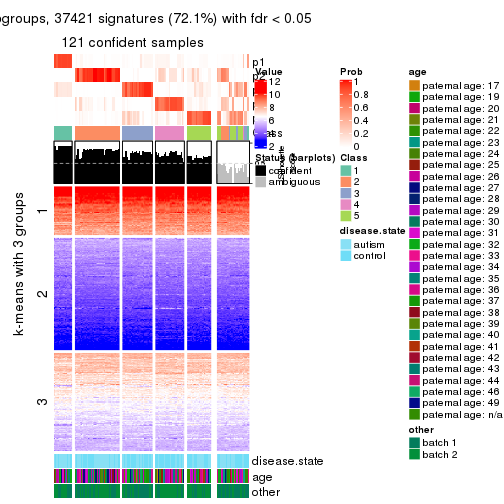 ogroups, 37421 signatures (72.1%) with fdr < 0.05
121 confident samples
p1
p2
Class
k-means with 3 groups
1
2
3
disease.state
age
other
Value
12
10
8
6
4
2
Status (barplots)
confident
ambiguous
Prob
1
0.8
0.6
0.4
0.2
0
Class
1
2
3
4
5
disease.state
autism
control
age
paternal age: 17
paternal age: 19
paternal age: 20
paternal age: 21
paternal age: 22
paternal age: 23
paternal age: 24
paternal age: 25
paternal age: 26
paternal age: 27
paternal age: 28
paternal age: 29
paternal age: 30
paternal age: 31
paternal age: 32
paternal age: 33
paternal age: 34
paternal age: 35
paternal age: 36
paternal age: 37
paternal age: 38
paternal age: 39
paternal age: 40
paternal age: 41
paternal age: 42
paternal age: 43
paternal age: 44
paternal age: 46
paternal age: 49
paternal age: n/a
other
batch 1
batch 2